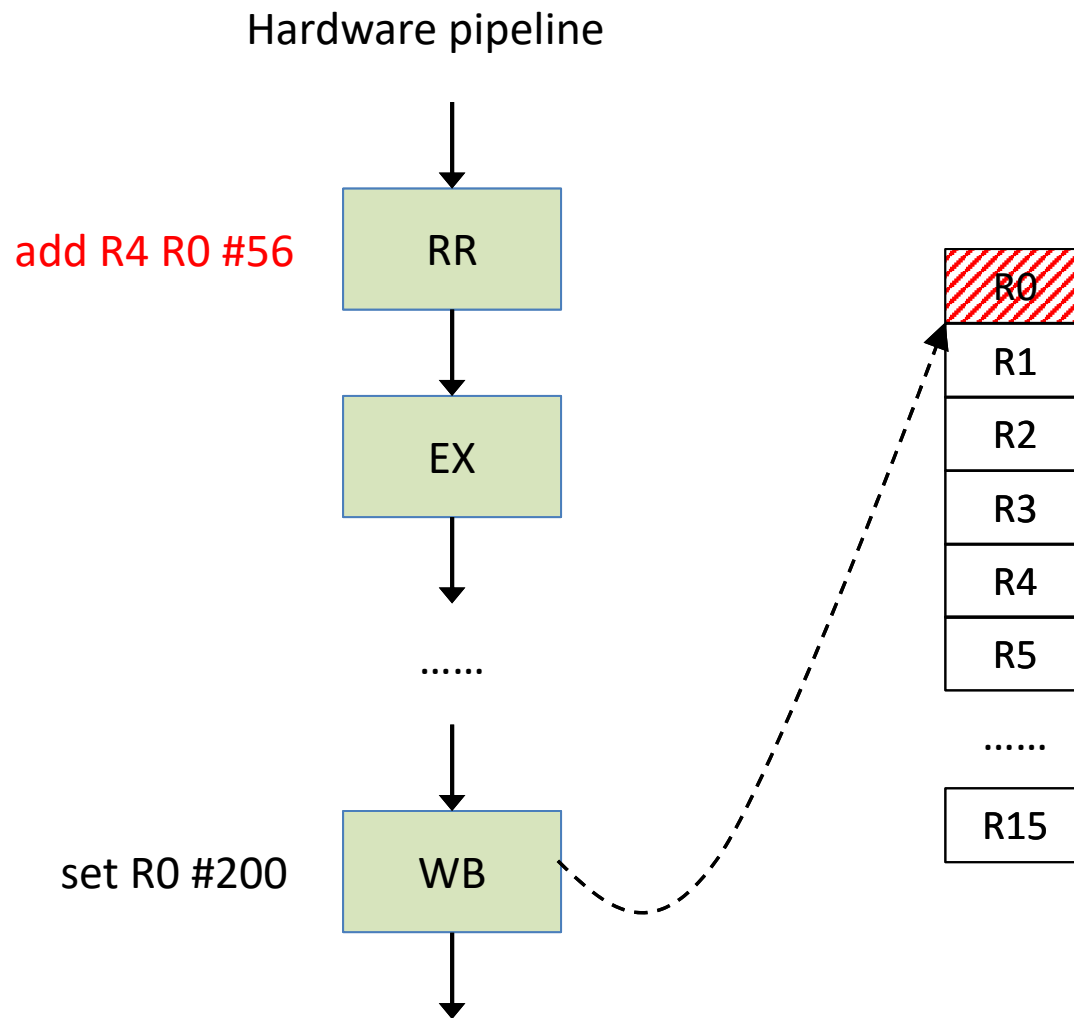 Hardware pipeline
add R4 R0 #56
RR
R0
R1
EX
R2
R3
R4
R5
……
……
set R0 #200
WB
R15